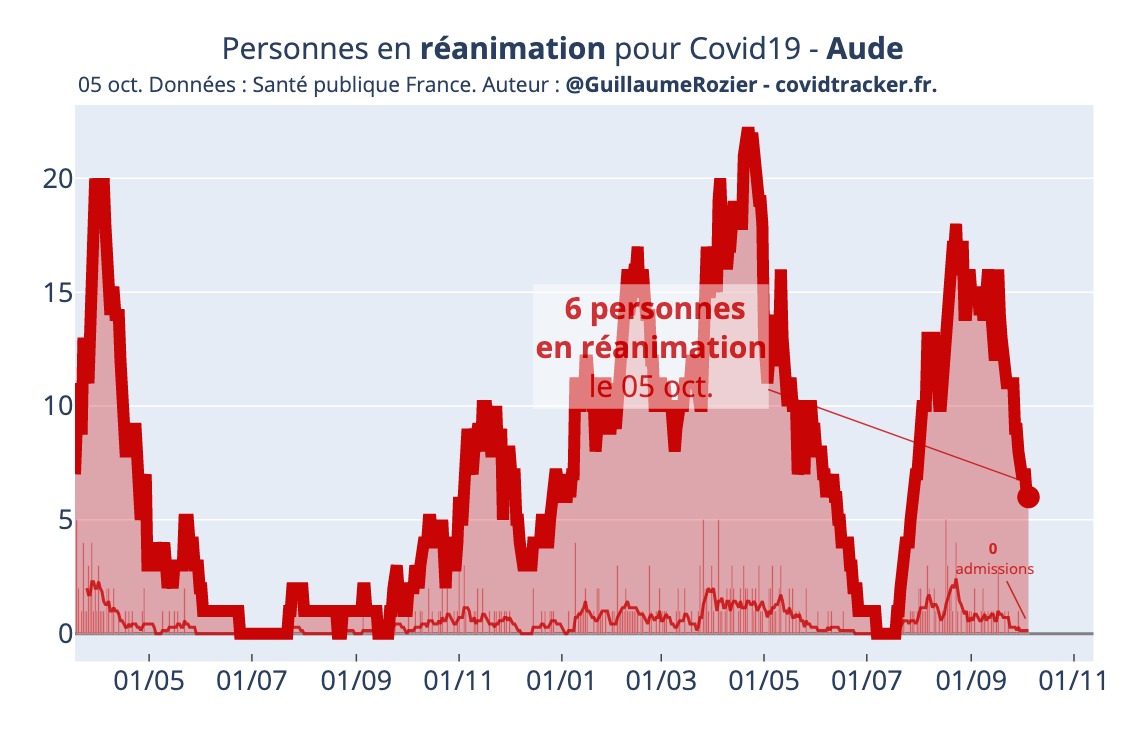 Personnes en réanimation pour Covid19 - Aude
05 oct. Données : Santé publique France. Auteur : @GuillaumeRozier - covidtracker.fr.
20
15
10
5
0
6 personnes
en réanimation
le 05 oct.
0
admissions
01/05 01/07 01/09 01/11 01/01 01/03 01/05 01/07 01/09 01/11